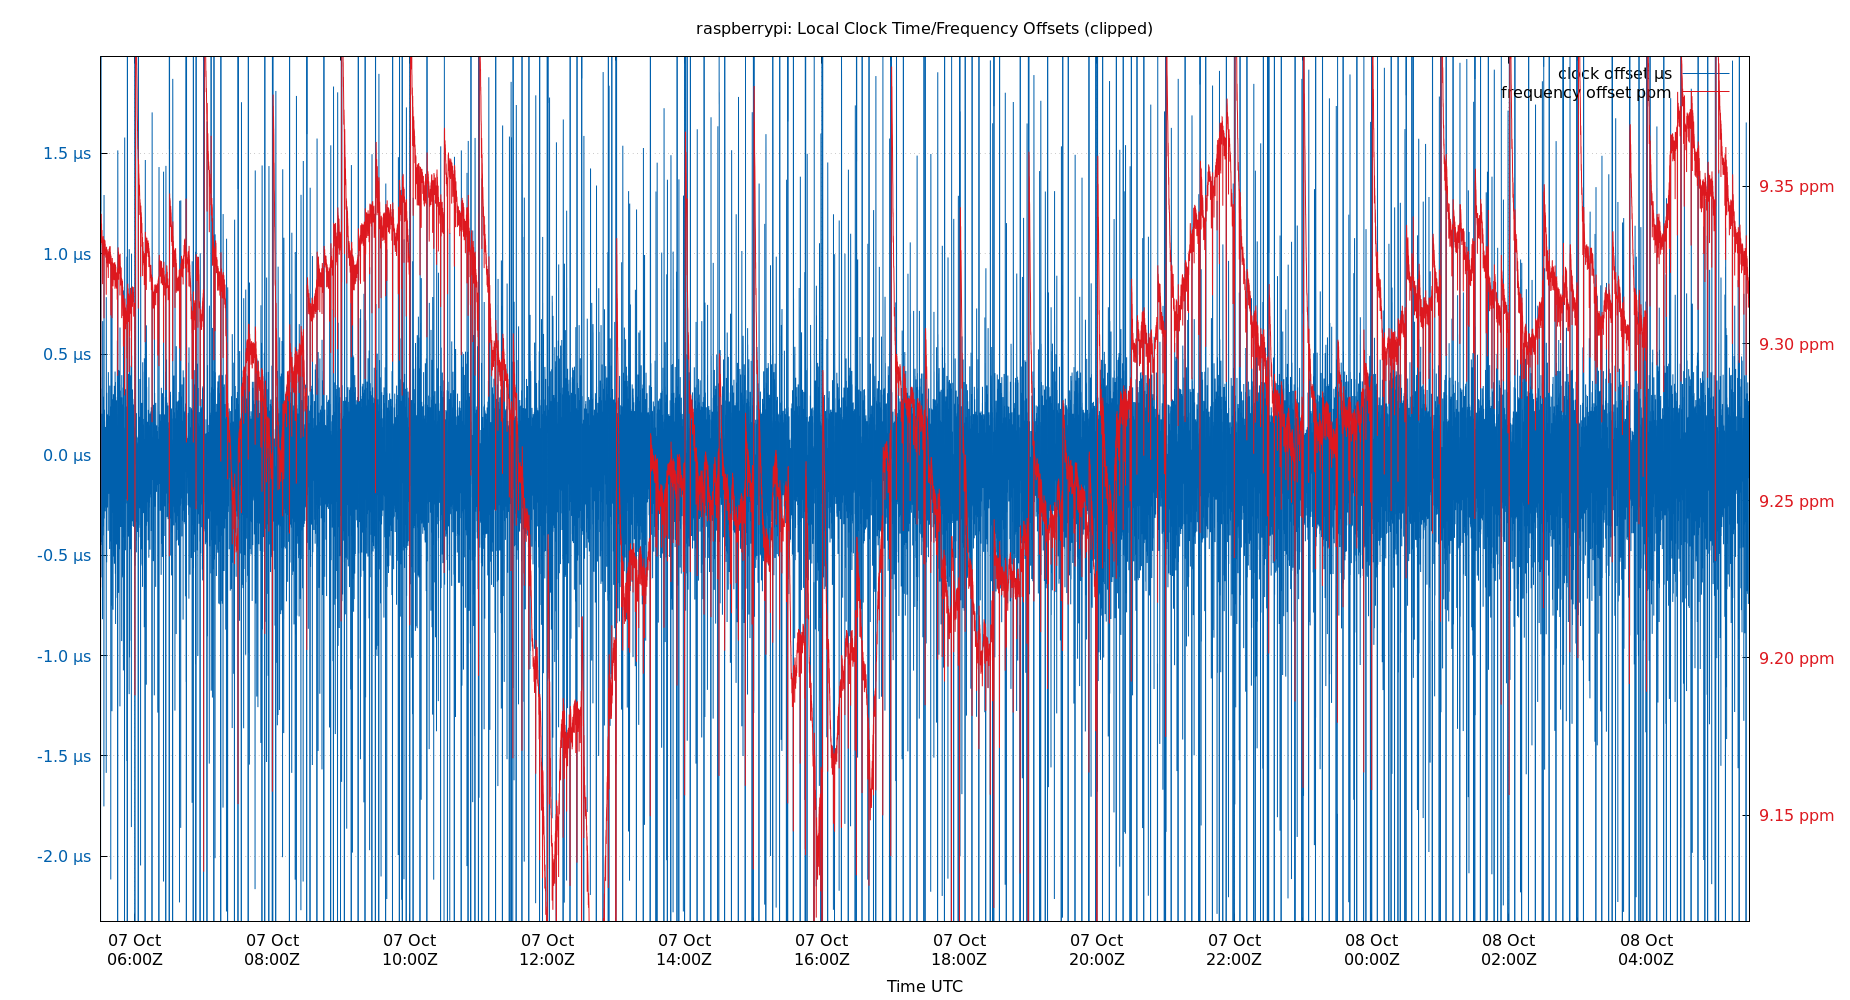 raspberrypi: Local Clock Time/Frequency Offsets (clipped)
clock offset µs
frequency offset ppm
1.5 µs
1.0 µs
0.5 µs
0.0 µs
-0.5 µs
-1.0 µs
-1.5 µs
-2.0 µs
9.35 ppm
9.30 ppm
9.25 ppm
9.20 ppm
9.15 ppm
07 Oct 07 Oct 07 Oct 07 Oct 07 Oct 07 Oct 07 Oct 07 Oct 07 Oct 08 Oct 08 Oct 08 Oct
06:00Z 08:00Z 10:00Z 12:00Z 14:00Z 16:00Z 18:00Z 20:00Z 22:00Z 00:00Z 02:00Z 04:00Z
Time UTC